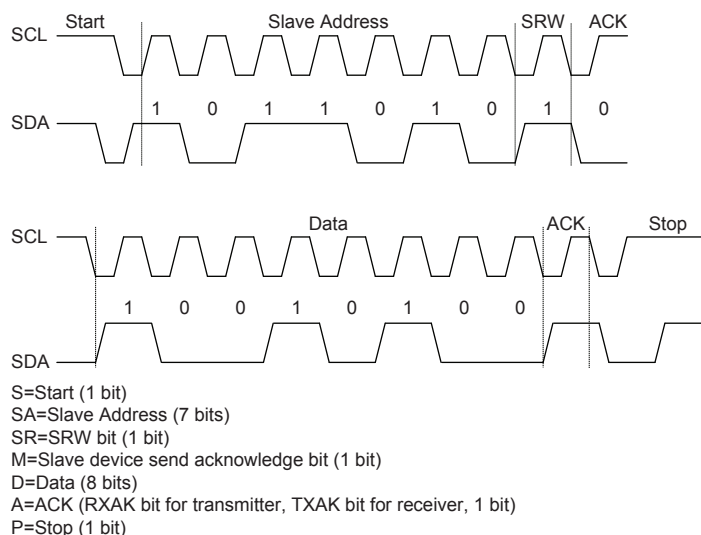 Start Slave Address SRW ACK
SCL
1 0 1 1 0 1 0 1 0
SDA
Data ACK Stop
SCL
1 0 0 1 0 1 0 0
SDA
S=Start (1 bit)
SA=Slave Address (7 bits)
SR=SRW bit (1 bit)
M=Slave device send acknowledge bit (1 bit)
D=Data (8 bits)
A=ACK (RXAK bit for transmitter, TXAK bit for receiver, 1 bit)
P=Stop (1 bit)